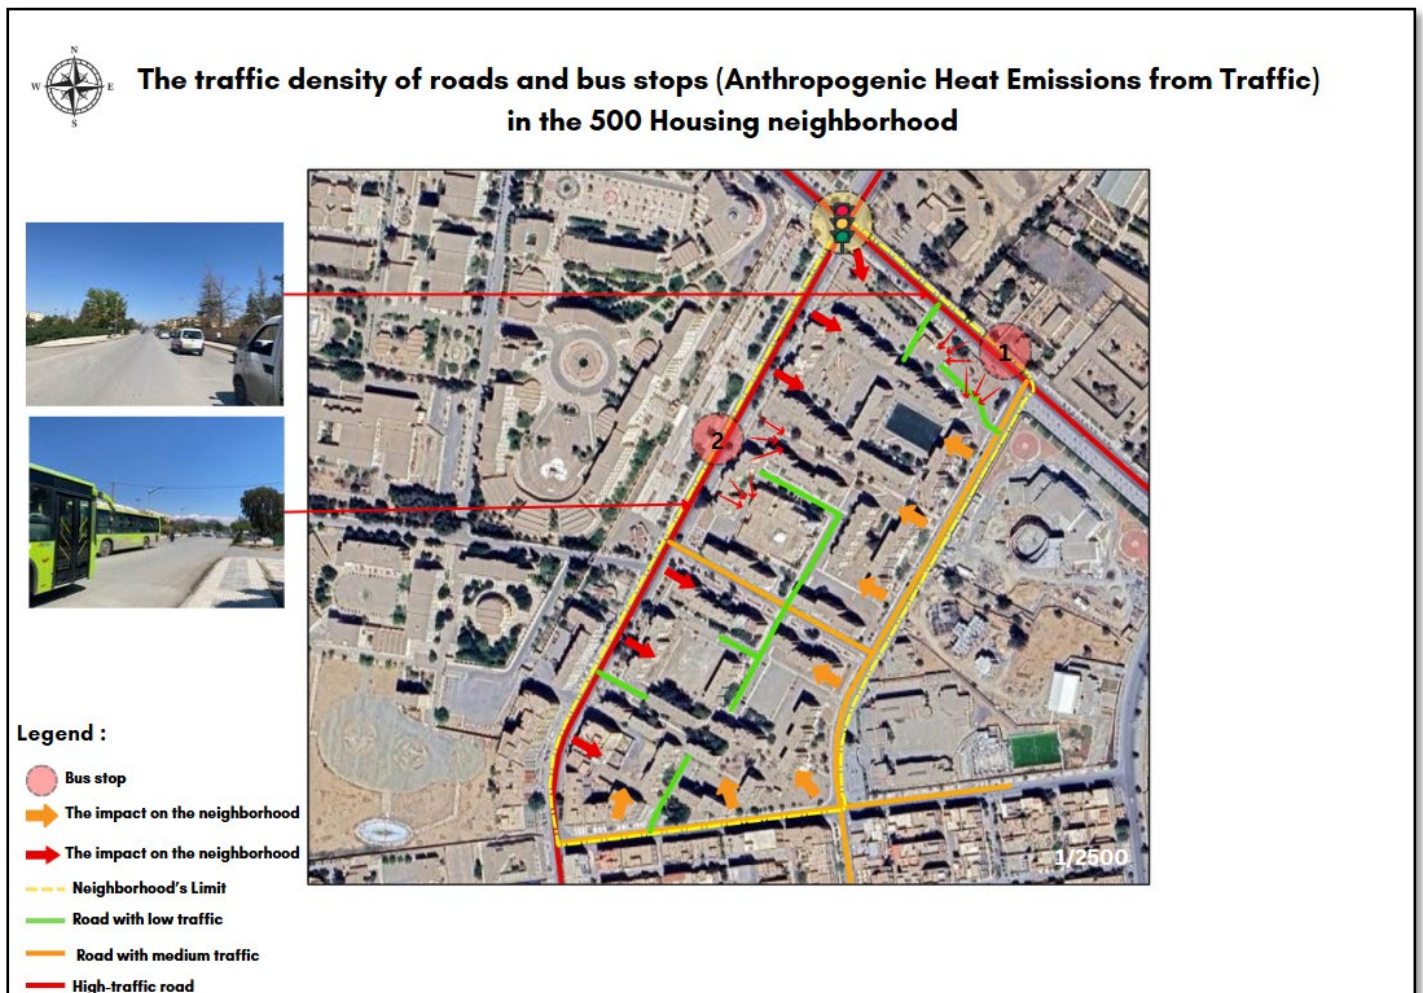 N
W E
S
The traffic density of roads and bus stops (Anthropogenic Heat Emissions from Traffic)
in the 500 Housing neighborhood
1
2
1/2500
Legend :
Bus stop
The impact on the neighborhood
The impact on the neighborhood
Neighborhood's Limit
Road with low traffic
Road with medium traffic
High-traffic road